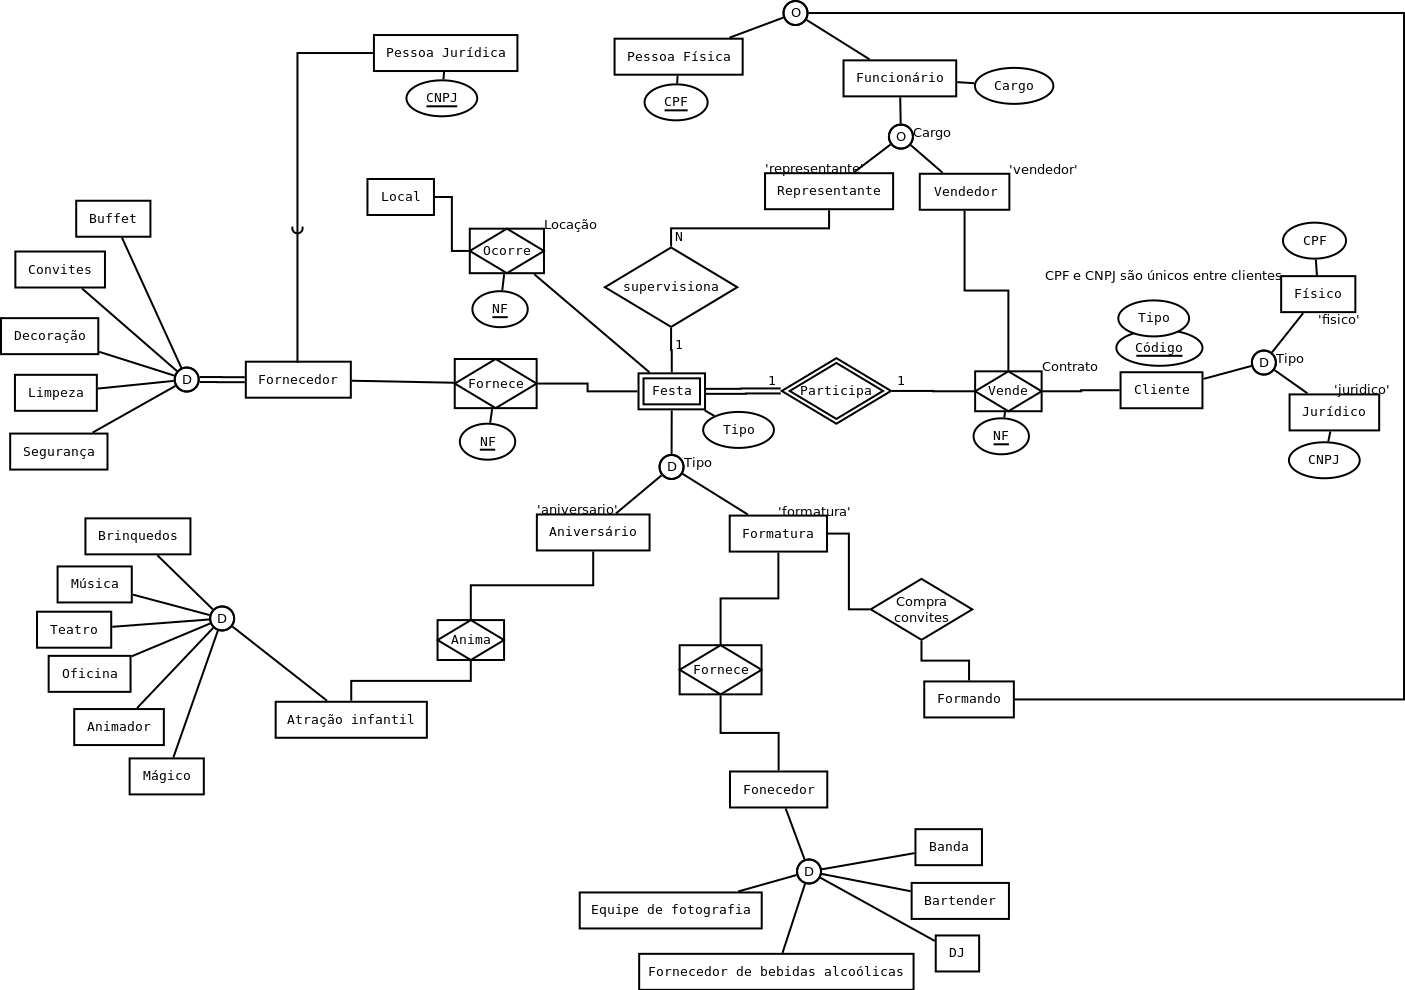 O
Pessoa Jurídica
Pessoa Física
Funcionário
Cargo
CNPJ
CPF
O
Cargo
'representante'
'vendedor'
Local
Representante
Vendedor
Buffet
Locação
N
CPF
Ocorre
Convites
supervisiona
CPF e CNPJ são únicos entre clientes
Físico
NF
Tipo
'fisico'
Decoração
1
Código
D
Tipo
Contrato
D
Fornecedor
Fornece
1
1
Festa
Participa
Vende
Cliente
'juridico'
Limpeza
Jurídico
Tipo
NF
NF
Segurança
CNPJ
D
Tipo
'aniversario'
'formatura'
Aniversário
Formatura
Brinquedos
Música
Compra
convites
D
Teatro
Anima
Oficina
Fornece
Formando
Atração infantil
Animador
Mágico
Fonecedor
Banda
D
Bartender
Equipe de fotografia
DJ
Fornecedor de bebidas alcoólicas